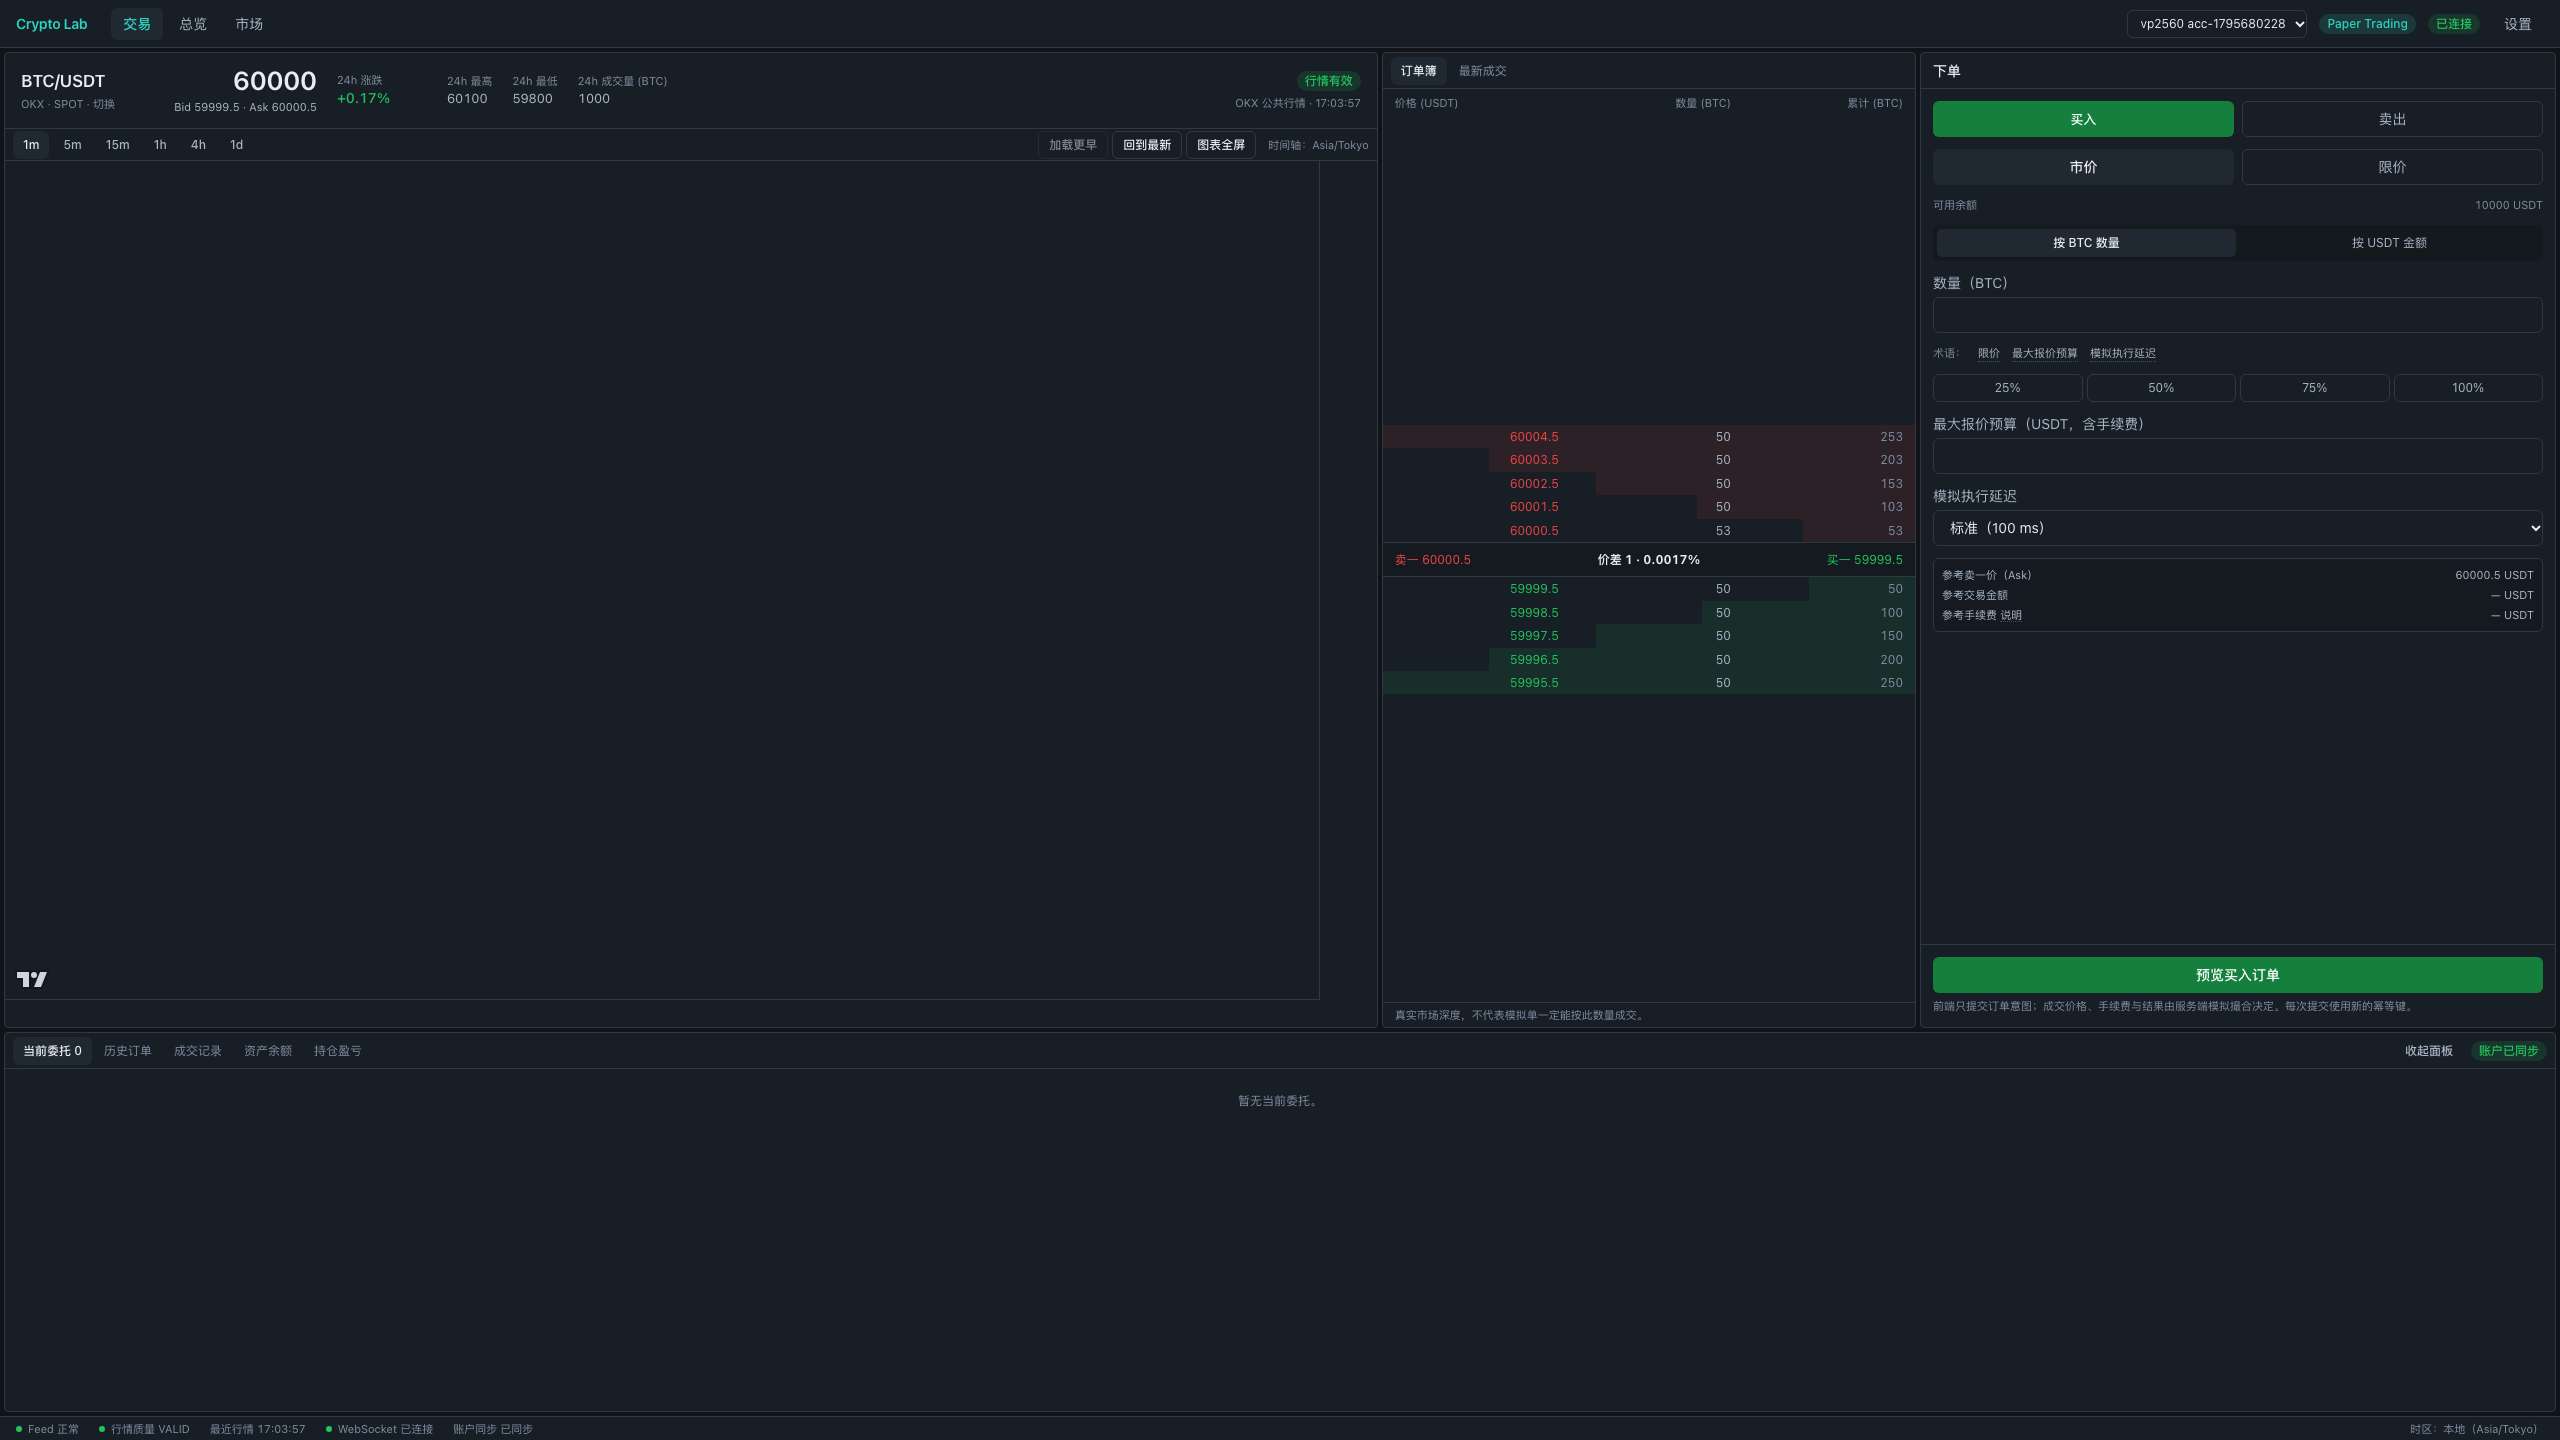 Crypto Lab 交易 总览 市场 vp2560 acc-1795680228 Paper Trading 已连接 设置
BTC/USDT 60000 24h 涨跌 24h 最高 24h 最低 24h 成交量 (BTC) 行情有效
OKX · SPOT · 切换 Bid 59999.5 · Ask 60000.5 +0.17% 60100 59800 1000 OKX 公共行情 · 17:03:57
1m 5m 15m 1h 4h 1d 加载更早 回到最新 图表全屏 时间轴：Asia/Tokyo
订单簿 最新成交
价格 (USDT) 数量 (BTC) 累计 (BTC)
60004.5 50 253
60003.5 50 203
60002.5 50 153
60001.5 50 103
60000.5 53 53
卖一 60000.5 价差 1 · 0.0017% 买一 59999.5
59999.5 50 50
59998.5 50 100
59997.5 50 150
59996.5 50 200
59995.5 50 250
真实市场深度，不代表模拟单一定能按此数量成交。
下单
买入 卖出
市价 限价
可用余额 10000 USDT
按 BTC 数量 按 USDT 金额
数量（BTC）
术语： 限价 最大报价预算 模拟执行延迟
25% 50% 75% 100%
最大报价预算（USDT，含手续费）
模拟执行延迟
标准（100 ms）
参考卖一价（Ask） 60000.5 USDT
参考交易金额 — USDT
参考手续费 说明 — USDT
预览买入订单
前端只提交订单意图；成交价格、手续费与结果由服务端模拟撮合决定。每次提交使用新的幂等键。
当前委托 0 历史订单 成交记录 资产余额 持仓盈亏 收起面板 账户已同步
暂无当前委托。
Feed 正常 行情质量 VALID 最近行情 17:03:57 WebSocket 已连接 账户同步 已同步 时区：本地（Asia/Tokyo）